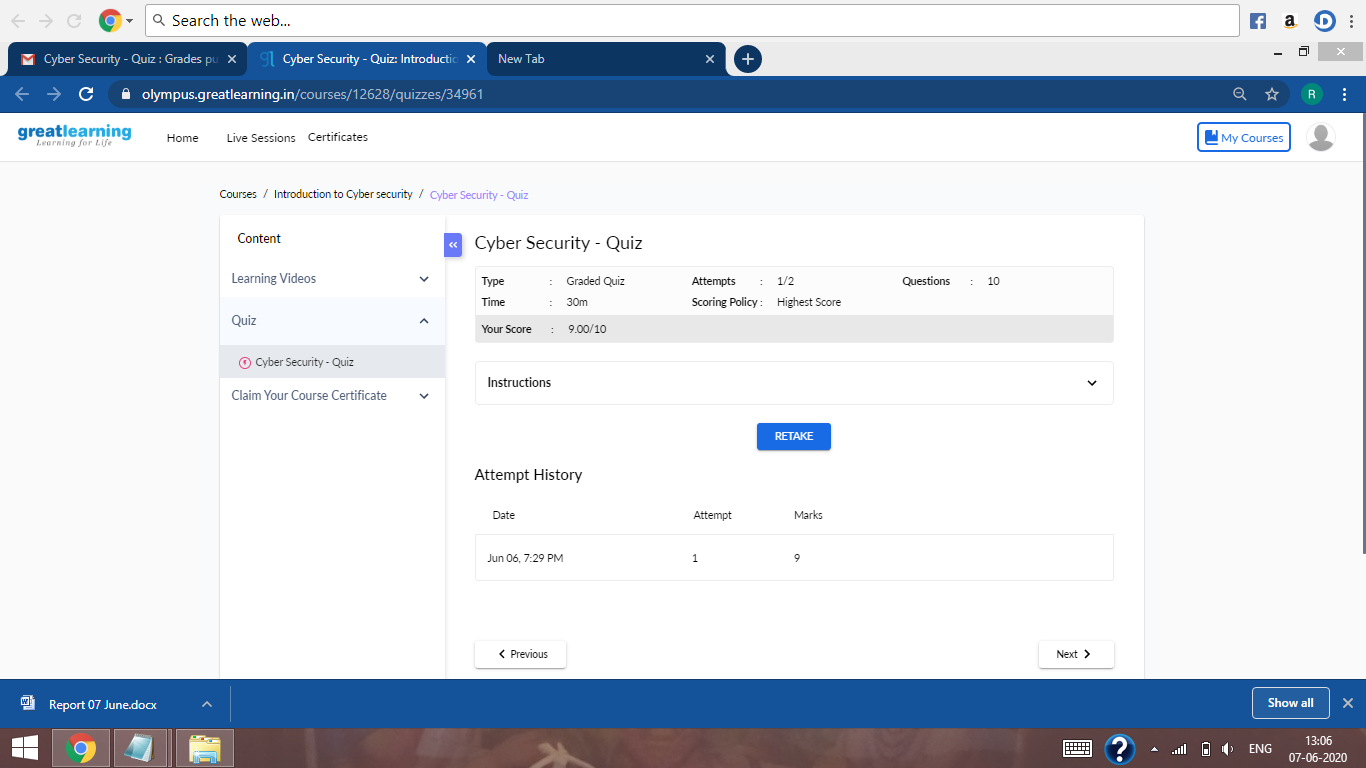 Search the web...
Cyber Security - Quiz : Grades pu
Cyber Security - Quiz: Introductic
New Tab
olympus.greatlearning.in/courses/12628/quizzes/34961
R
greatlearning
Learning for Life
Home Live Sessions Certificates
My Courses
Courses / Introduction to Cyber security / Cyber Security - Quiz
Content
Learning Videos
Quiz
Cyber Security - Quiz
Claim Your Course Certificate
«
Cyber Security - Quiz
Type : Graded Quiz Attempts : 1/2 Questions : 10
Time : 30m Scoring Policy : Highest Score
Your Score : 9.00/10
Instructions
RETAKE
Attempt History
Date Attempt Marks
Jun 06, 7:29 PM 1 9
Previous Next
Report 07 June.docx
Show all
ENG
13:06
07-06-2020